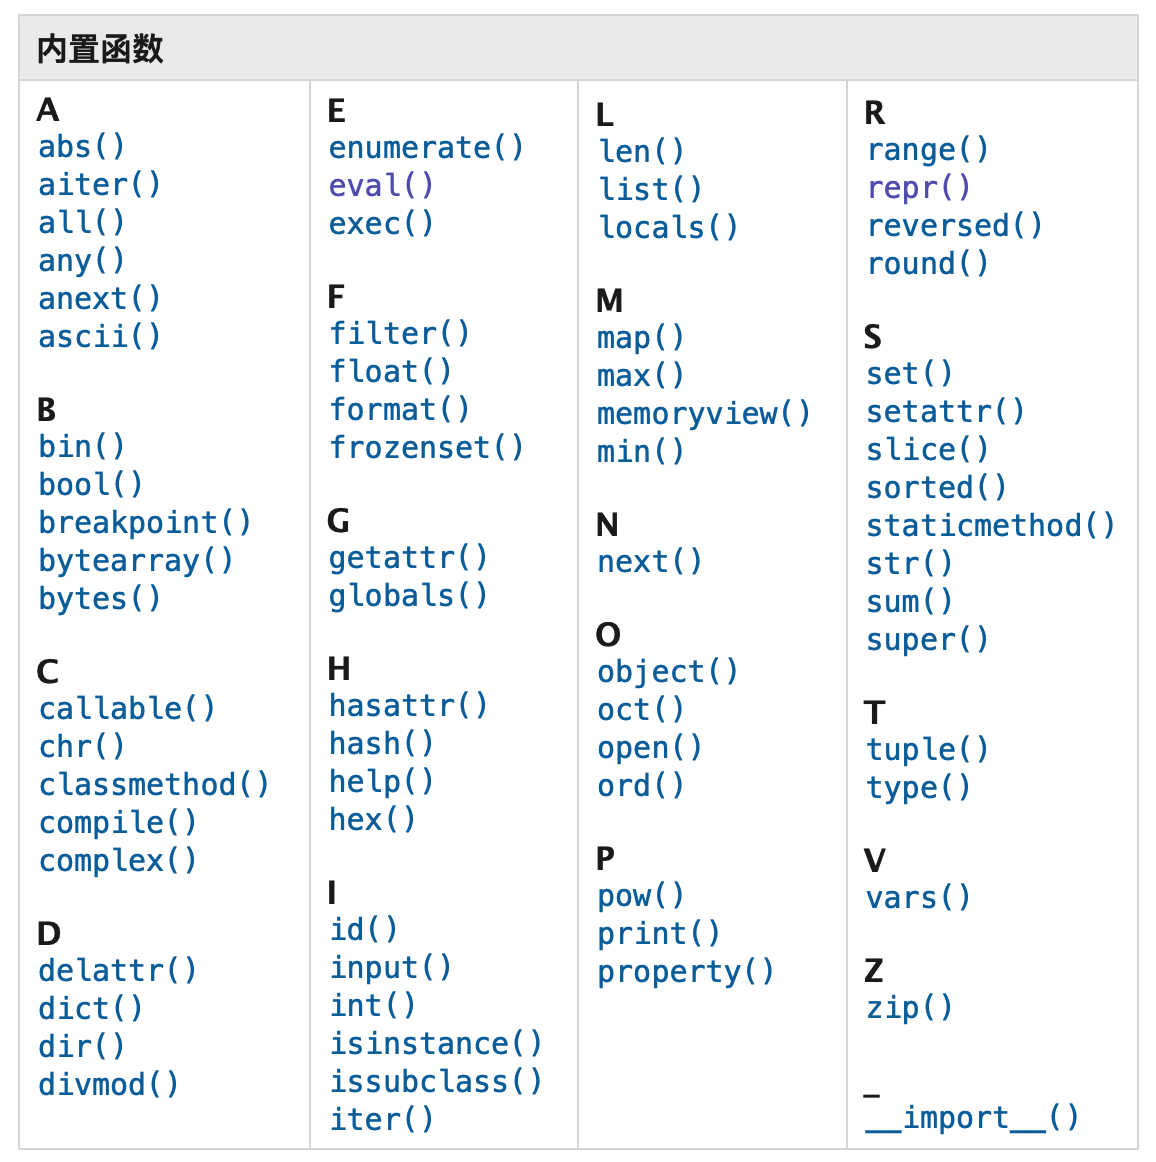 内置函数
A
abs()
aiter()
all()
any()
anext()
ascii()
B
bin()
bool()
breakpoint()
bytearray()
bytes()
C
callable()
chr()
classmethod()
compile()
complex()
D
delattr()
dict()
dir()
divmod()
E
enumerate()
eval()
exec()
F
filter()
float()
format()
frozenset()
G
getattr()
globals()
H
hasattr()
hash()
help()
hex()
I
id()
input()
int()
isinstance()
issubclass()
iter()
L
len()
list()
locals()
M
map()
max()
memoryview()
min()
N
next()
O
object()
oct()
open()
ord()
P
pow()
print()
property()
R
range()
repr()
reversed()
round()
S
set()
setattr()
slice()
sorted()
staticmethod()
str()
sum()
super()
T
tuple()
type()
V
vars()
Z
zip()
_
__import__()